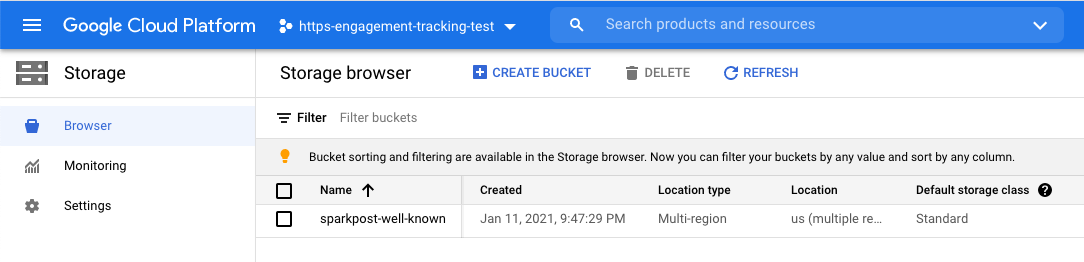 Google Cloud Platform
https-engagement-tracking-test
Search products and resources
Storage
Storage browser
CREATE BUCKET
DELETE
REFRESH
Browser
Monitoring
Settings
Filter Filter buckets
Bucket sorting and filtering are available in the Storage browser. Now you can filter your buckets by any value and sort by any column.
Name Created Location type Location Default storage class ?
sparkpost-well-known Jan 11, 2021, 9:47:29 PM Multi-region us (multiple re... Standard